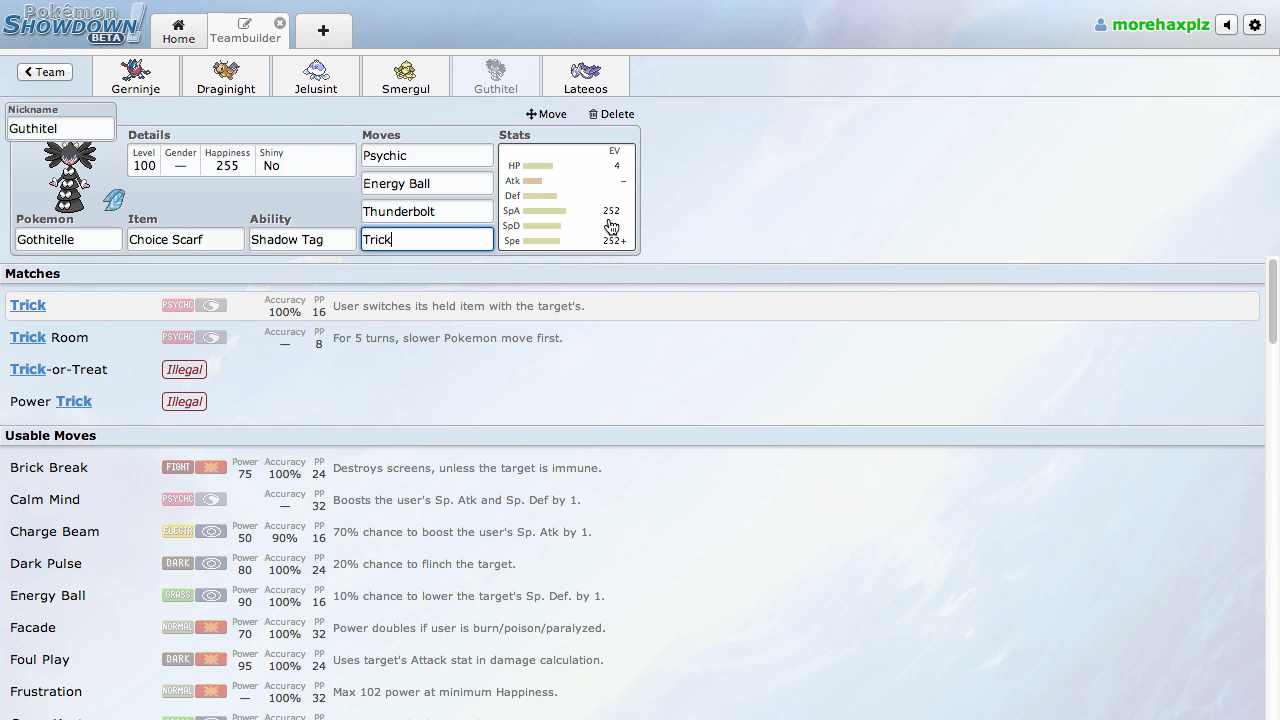 Pokémon
SHOWDOWN!
BETA
Home
Teambuilder
+
morehaxplz
< Team
Gerninje
Draginight
Jelusint
Smergul
Guthitel
Lateeos
Nickname
Guthitel
Move
Delete
Details
Level
100
Gender
—
Happiness
255
Shiny
No
Moves
Psychic
Energy Ball
Thunderbolt
Trick
Stats
EV
HP 4
Atk –
Def
SpA 252
SpD
Spe 252+
Pokemon
Gothitelle
Item
Choice Scarf
Ability
Shadow Tag
Matches
Trick PSYCHC Accuracy 100% PP 16 User switches its held item with the target's.
Trick Room PSYCHC Accuracy — PP 8 For 5 turns, slower Pokemon move first.
Trick-or-Treat Illegal
Power Trick Illegal
Usable Moves
Brick Break FIGHT Power 75 Accuracy 100% PP 24 Destroys screens, unless the target is immune.
Calm Mind PSYCHC Accuracy — PP 32 Boosts the user's Sp. Atk and Sp. Def by 1.
Charge Beam ELECTR Power 50 Accuracy 90% PP 16 70% chance to boost the user's Sp. Atk by 1.
Dark Pulse DARK Power 80 Accuracy 100% PP 24 20% chance to flinch the target.
Energy Ball GRASS Power 90 Accuracy 100% PP 16 10% chance to lower the target's Sp. Def. by 1.
Facade NORMAL Power 70 Accuracy 100% PP 32 Power doubles if user is burn/poison/paralyzed.
Foul Play DARK Power 95 Accuracy 100% PP 24 Uses target's Attack stat in damage calculation.
Frustration NORMAL Power — Accuracy 100% PP 32 Max 102 power at minimum Happiness.
Power Accuracy PP